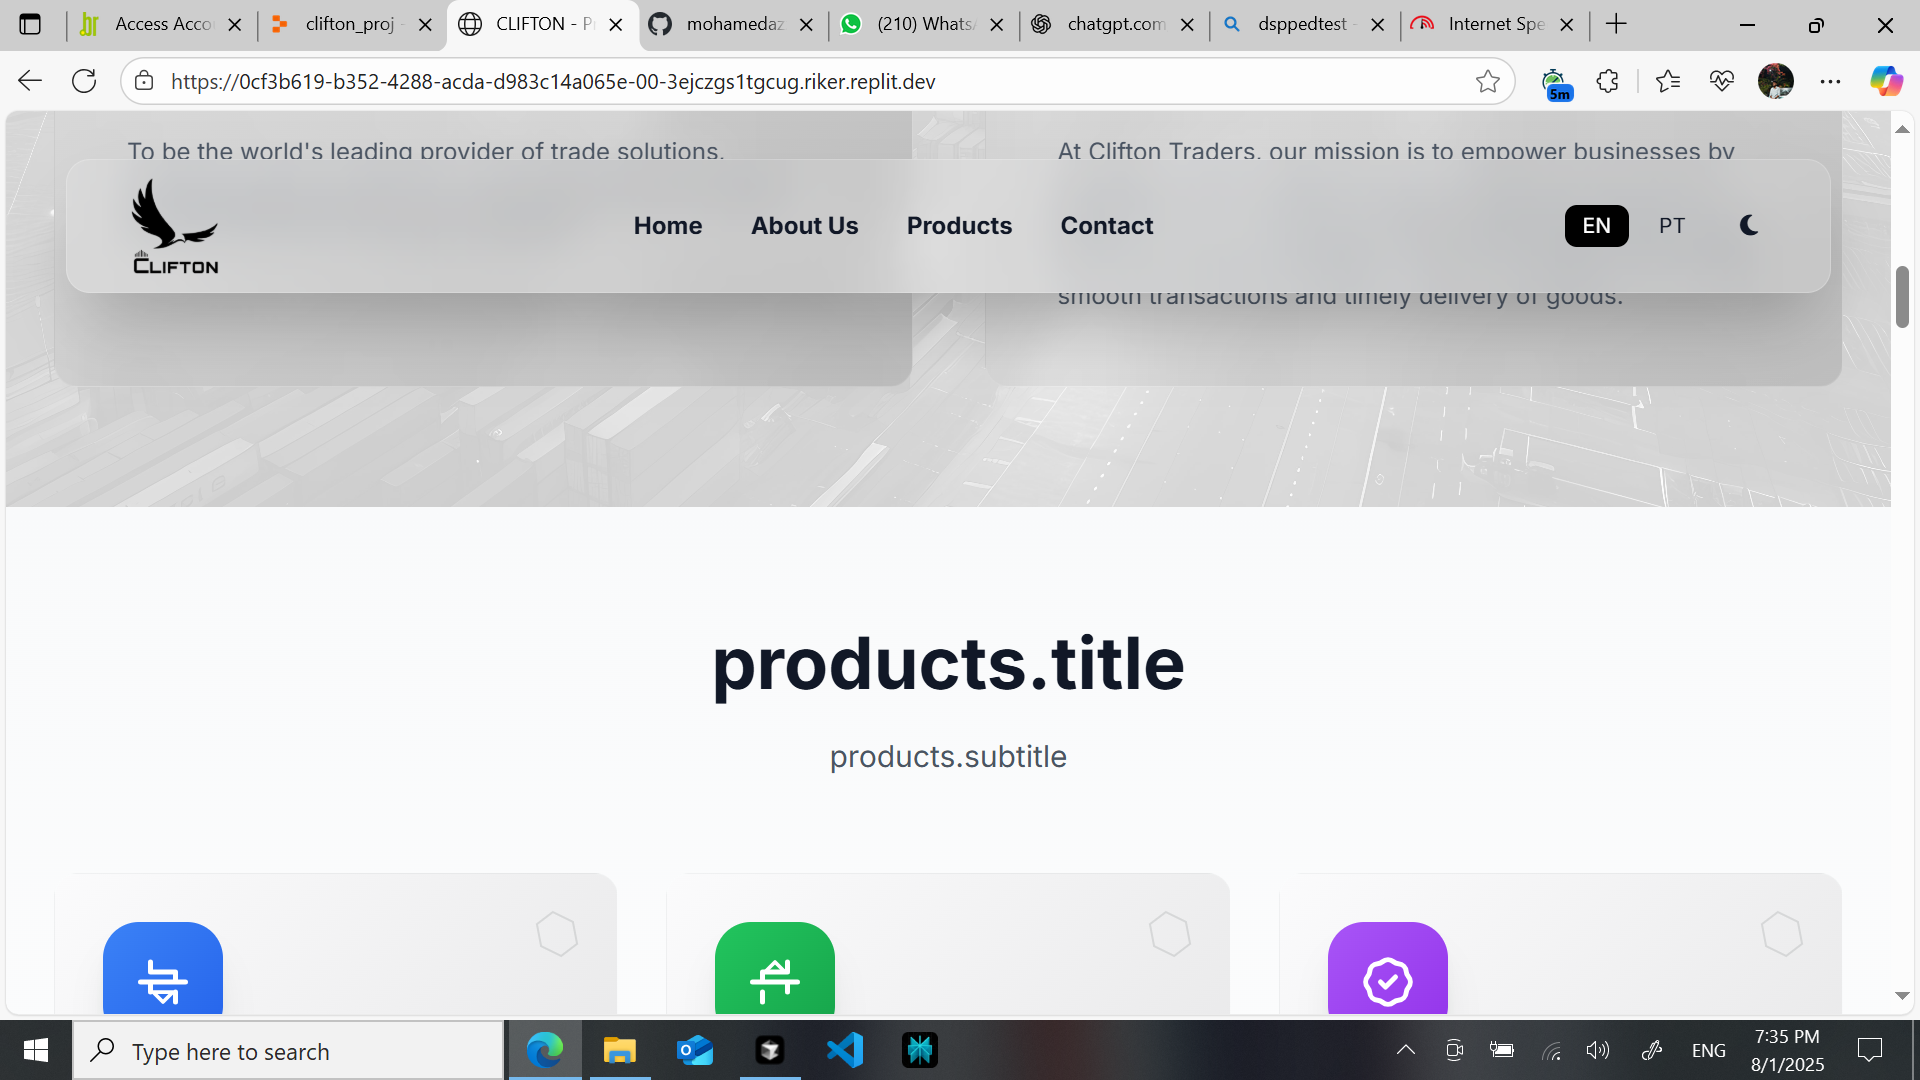 Access Acco
clifton_proj -
CLIFTON - P
mohamedaz
(210) Whats
chatgpt.com
dsppedtest -
Internet Spe
https://0cf3b619-b352-4288-acda-d983c14a065e-00-3ejczgs1tgcug.riker.replit.dev
5m
To be the world's leading provider of trade solutions.
At Clifton Traders, our mission is to empower businesses by
CLIFTON
Home
About Us
Products
Contact
EN
PT
smooth transactions and timely delivery of goods.
products.title
products.subtitle
Type here to search
ENG
7:35 PM
8/1/2025